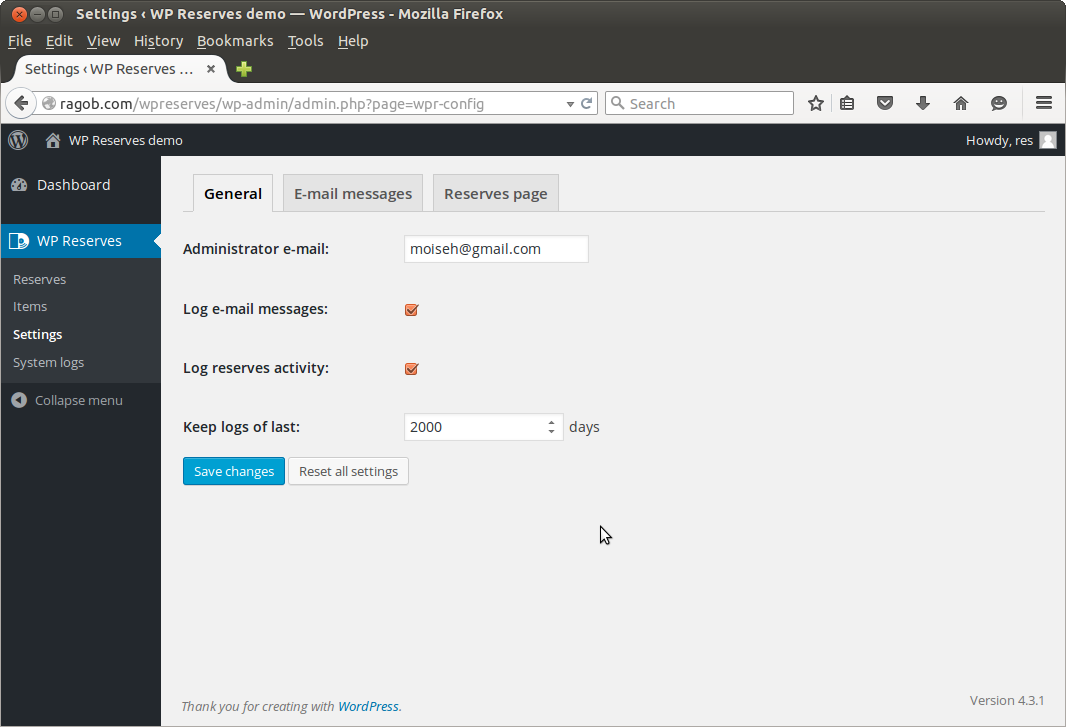 Settings ‹ WP Reserves demo — WordPress - Mozilla Firefox
File Edit View History Bookmarks Tools Help
Settings ‹ WP Reserves ...
ragob.com/wpreserves/wp-admin/admin.php?page=wpr-config Search
WP Reserves demo Howdy, res
Dashboard
WP Reserves
Reserves
Items
Settings
System logs
Collapse menu
General E-mail messages Reserves page
Administrator e-mail: moiseh@gmail.com
Log e-mail messages:
Log reserves activity:
Keep logs of last: 2000 days
Save changes Reset all settings
Thank you for creating with WordPress. Version 4.3.1